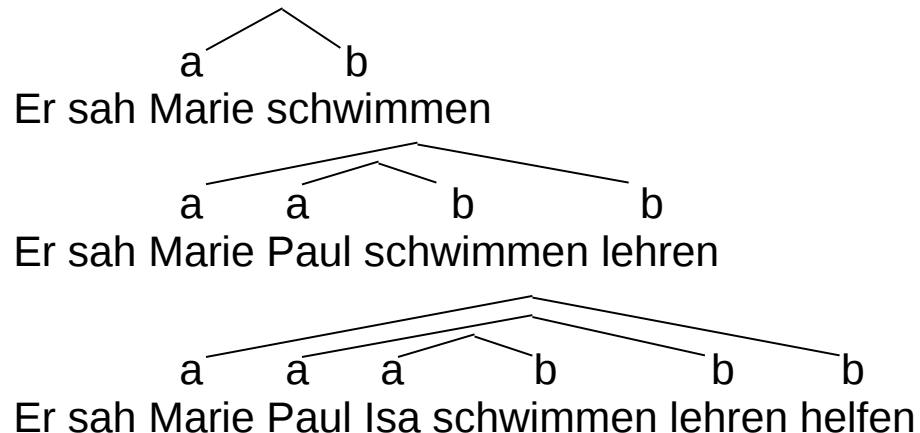 a b
Er sah Marie schwimmen
a a b b
Er sah Marie Paul schwimmen lehren
a a a b b b
Er sah Marie Paul Isa schwimmen lehren helfen